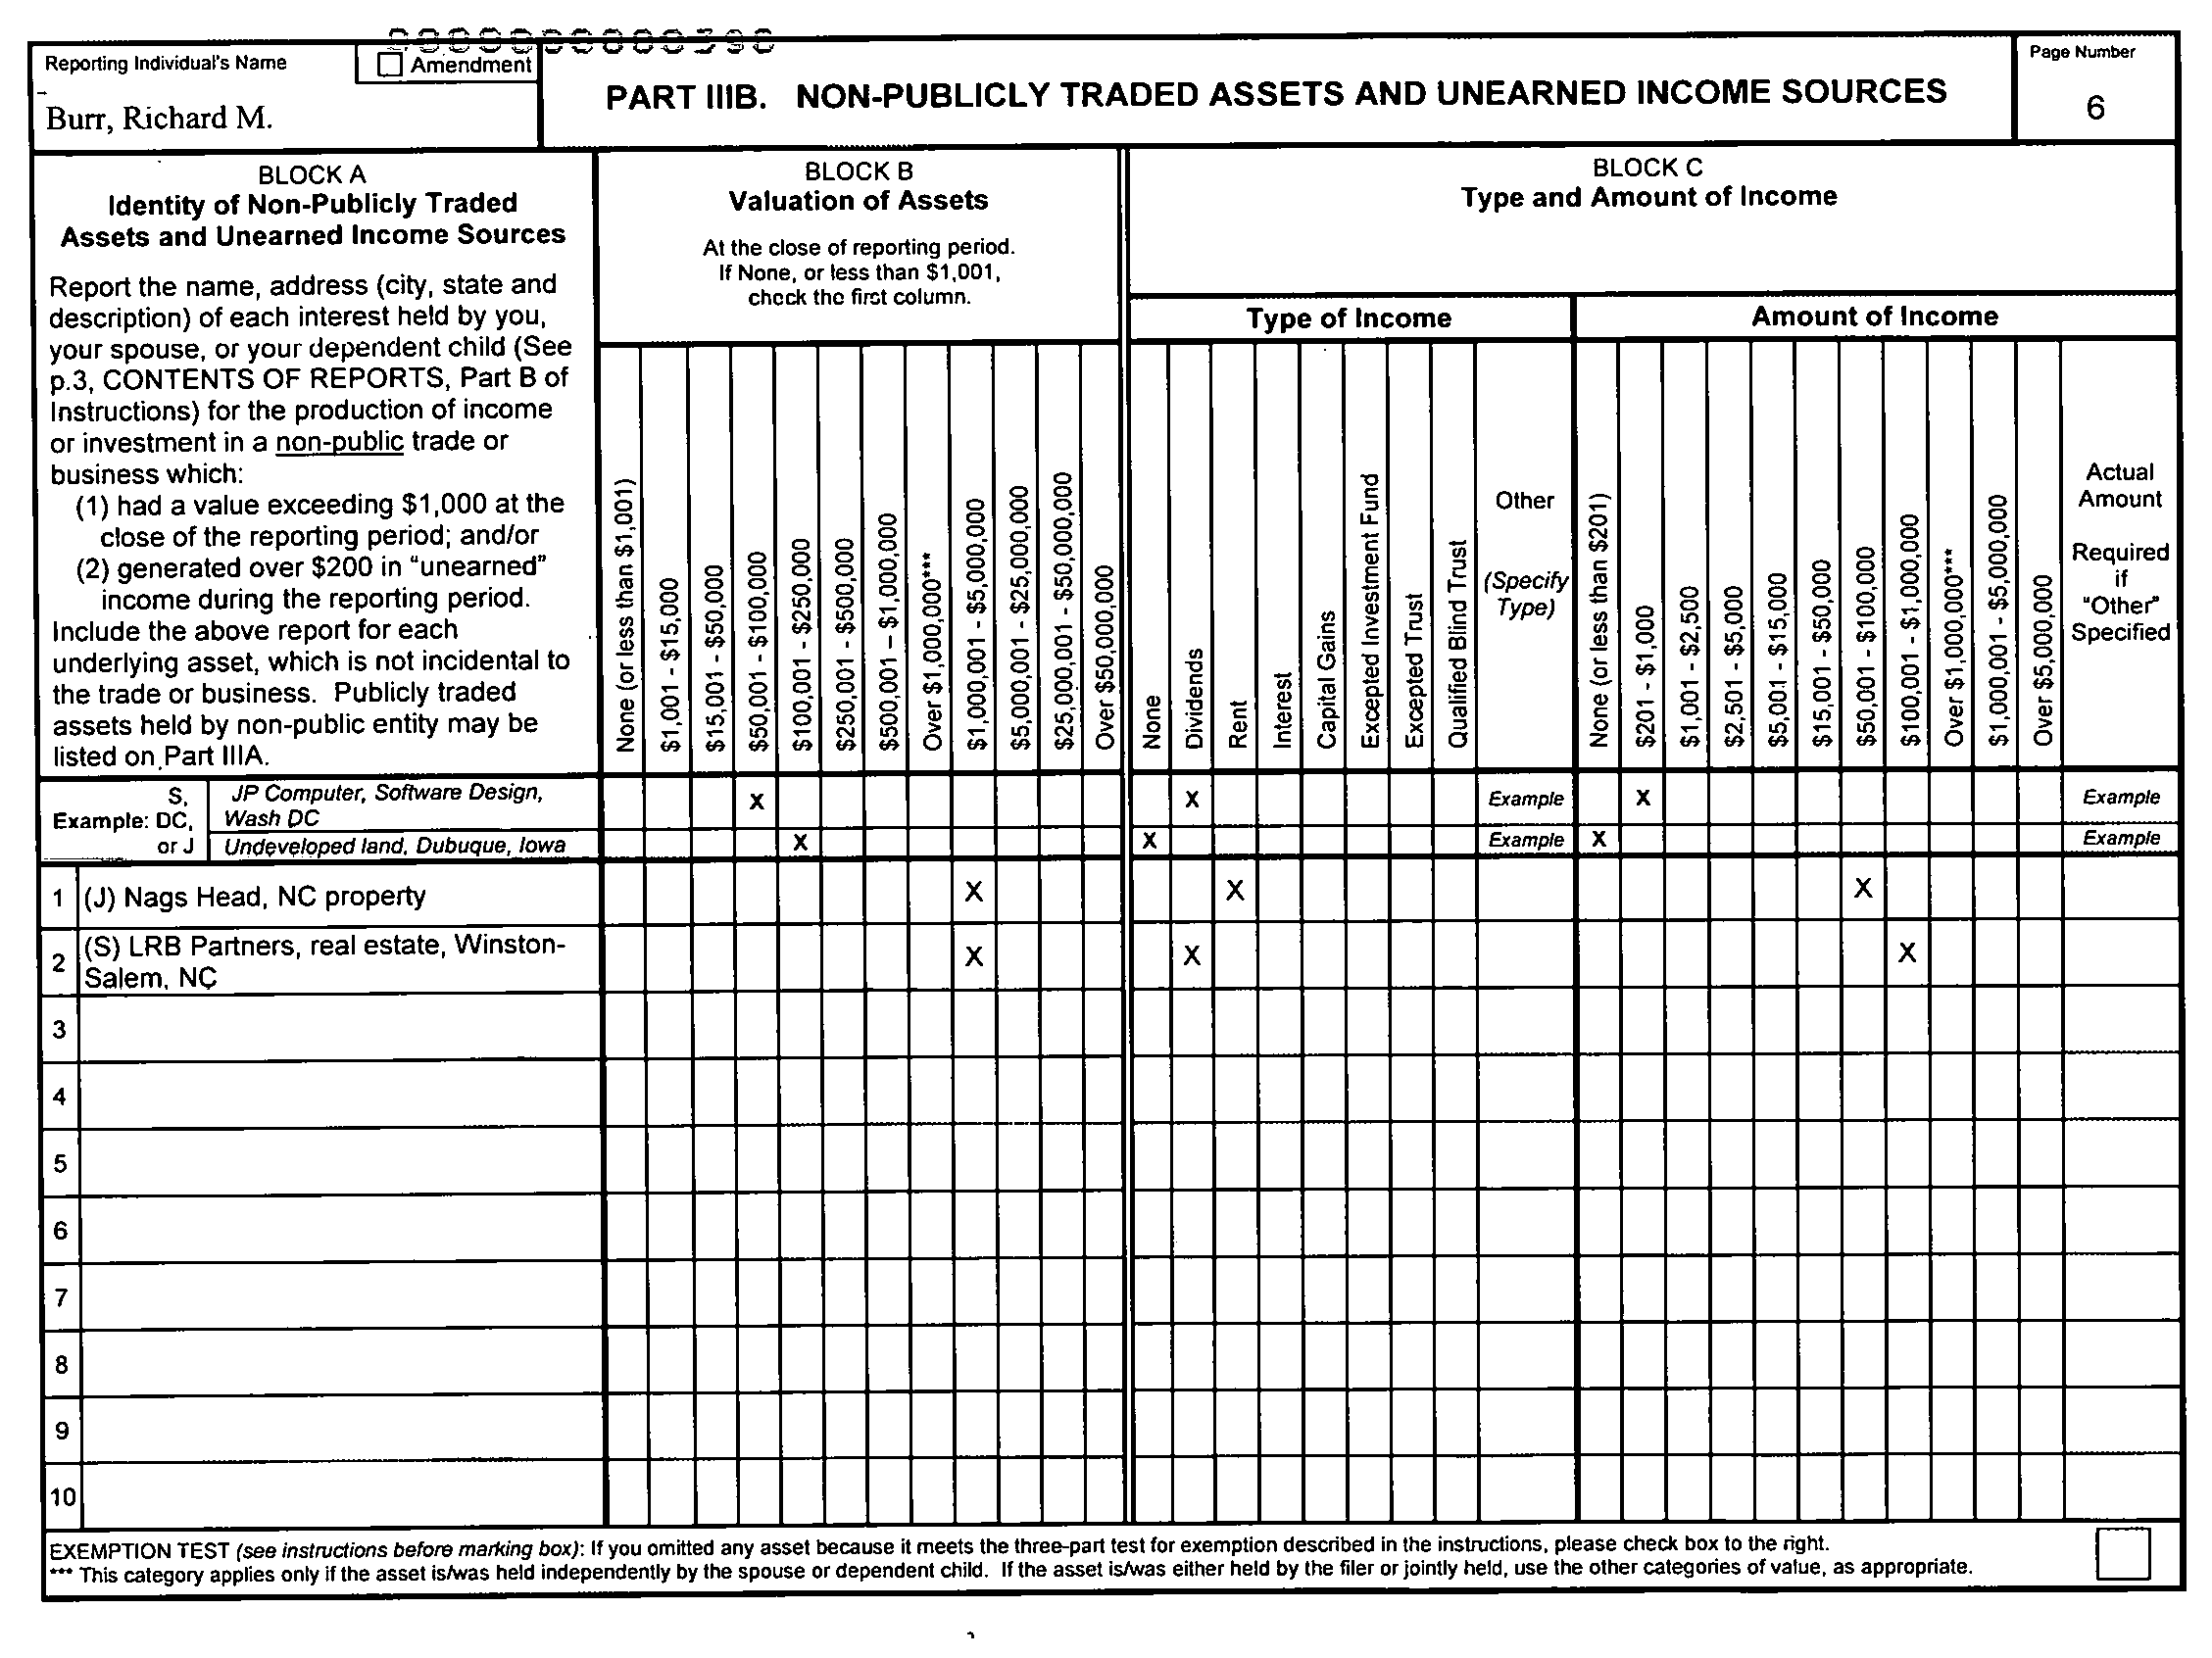 Reporting Individual's Name
Amendment
Burr, Richard M.
PART IIIB. NON-PUBLICLY TRADED ASSETS AND UNEARNED INCOME SOURCES
Page Number
6
BLOCK A
Identity of Non-Publicly Traded
Assets and Unearned Income Sources
Report the name, address (city, state and
description) of each interest held by you,
your spouse, or your dependent child (See
p.3, CONTENTS OF REPORTS, Part B of
Instructions) for the production of income
or investment in a non-public trade or
business which:
(1) had a value exceeding $1,000 at the
close of the reporting period; and/or
(2) generated over $200 in "unearned"
income during the reporting period.
Include the above report for each
underlying asset, which is not incidental to
the trade or business. Publicly traded
assets held by non-public entity may be
listed on Part IIIA.
BLOCK B
Valuation of Assets
At the close of reporting period.
If None, or less than $1,001,
check the first column.
None (or less than $1,001)
$1,001 - $15,000
$15,001 - $50,000
$50,001 - $100,000
$100,001 - $250,000
$250,001 - $500,000
$500,001 – $1,000,000
Over $1,000,000***
$1,000,001 - $5,000,000
$5,000,001 - $25,000,000
$25,000,001 - $50,000,000
Over $50,000,000
BLOCK C
Type and Amount of Income
Type of Income
None
Dividends
Rent
Interest
Capital Gains
Excepted Investment Fund
Excepted Trust
Qualified Blind Trust
Other
(Specify
Type)
Amount of Income
None (or less than $201)
$201 - $1,000
$1,001 - $2,500
$2,501 - $5,000
$5,001 - $15,000
$15,001 - $50,000
$50,001 - $100,000
$100,001 - $1,000,000
Over $1,000,000***
$1,000,001 - $5,000,000
Over $5,000,000
Actual
Amount
Required
if
"Other"
Specified
Example: S, DC, or J
JP Computer, Software Design,
Wash DC
X X Example X Example
Undeveloped land, Dubuque, Iowa X X Example X Example
1 (J) Nags Head, NC property X X X
2 (S) LRB Partners, real estate, Winston-
Salem, NC X X X
3
4
5
6
7
8
9
10
EXEMPTION TEST (see instructions before marking box): If you omitted any asset because it meets the three-part test for exemption described in the instructions, please check box to the right.
*** This category applies only if the asset is/was held independently by the spouse or dependent child. If the asset is/was either held by the filer or jointly held, use the other categories of value, as appropriate.